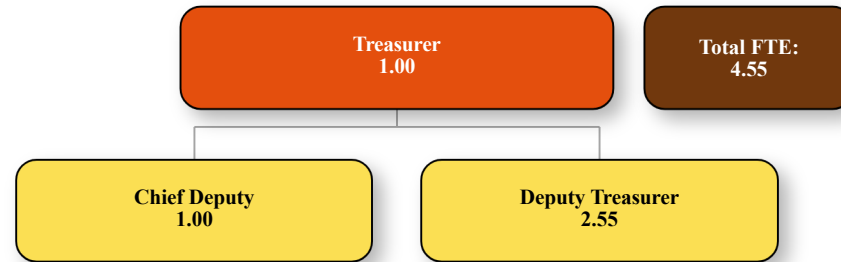 Treasurer
1.00
Total FTE:
4.55
Chief Deputy
1.00
Deputy Treasurer
2.55